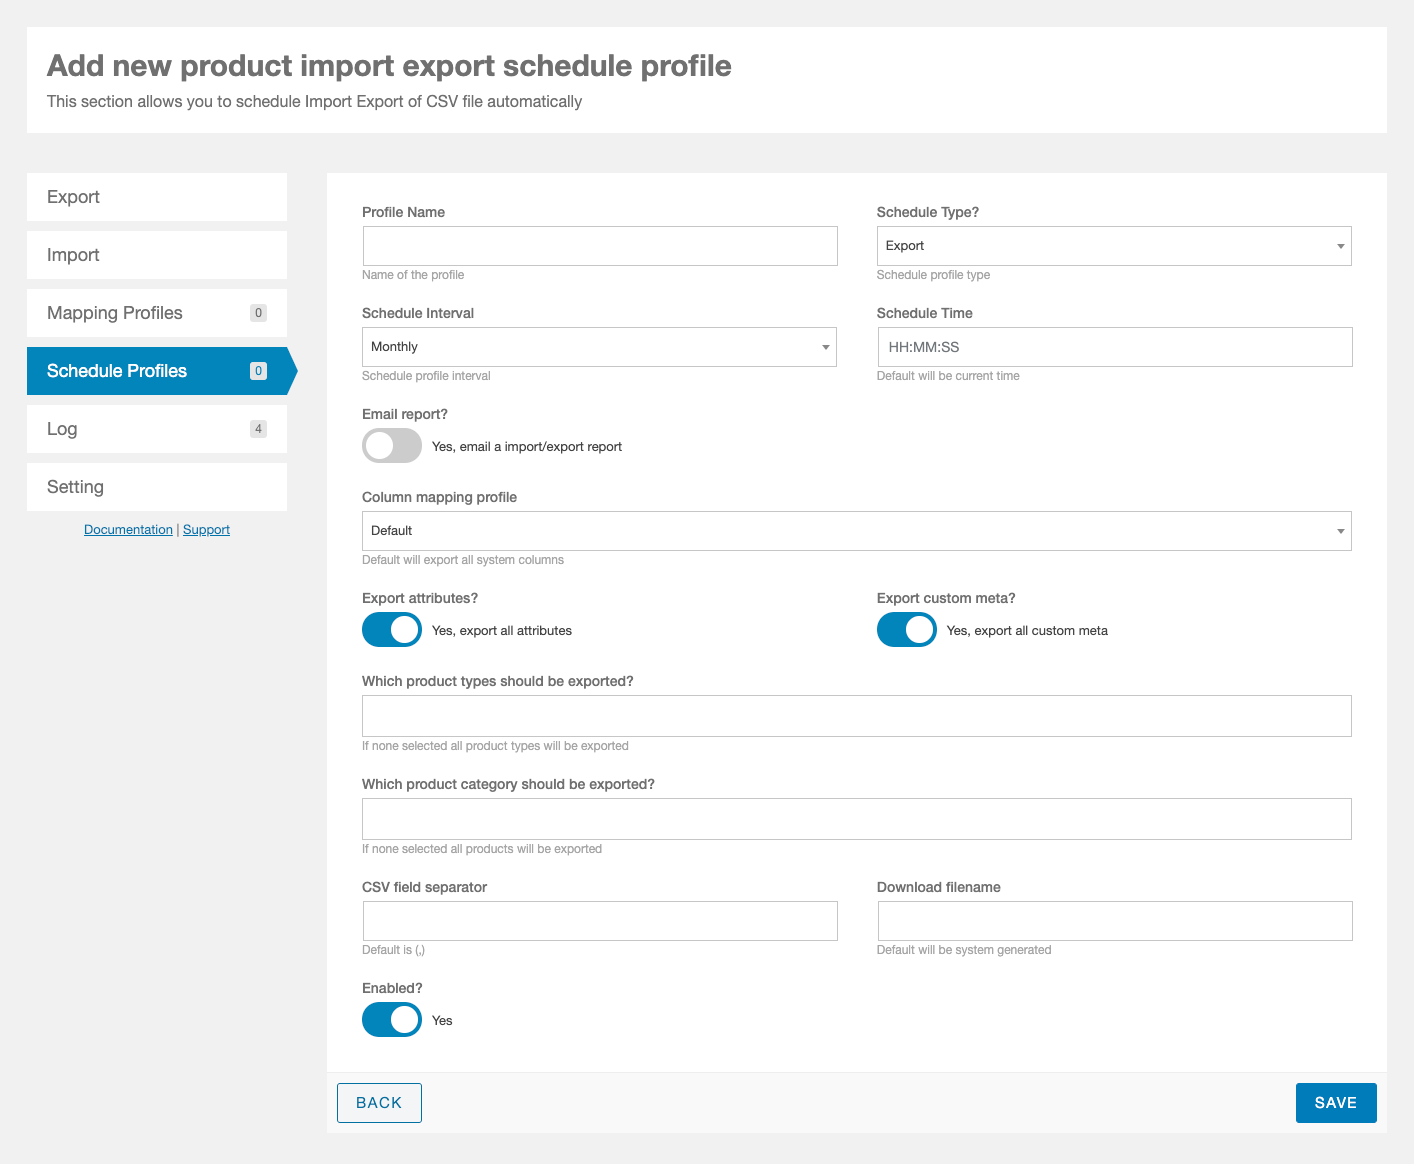 Add new product import export schedule profile
This section allows you to schedule Import Export of CSV file automatically
Export
Import
Mapping Profiles 0
Schedule Profiles 0
Log 4
Setting
Documentation | Support
Profile Name
Name of the profile
Schedule Type?
Export
Schedule profile type
Schedule Interval
Monthly
Schedule profile interval
Schedule Time
HH:MM:SS
Default will be current time
Email report?
Yes, email a import/export report
Column mapping profile
Default
Default will export all system columns
Export attributes?
Yes, export all attributes
Export custom meta?
Yes, export all custom meta
Which product types should be exported?
If none selected all product types will be exported
Which product category should be exported?
If none selected all products will be exported
CSV field separator
Default is (,)
Download filename
Default will be system generated
Enabled?
Yes
BACK
SAVE